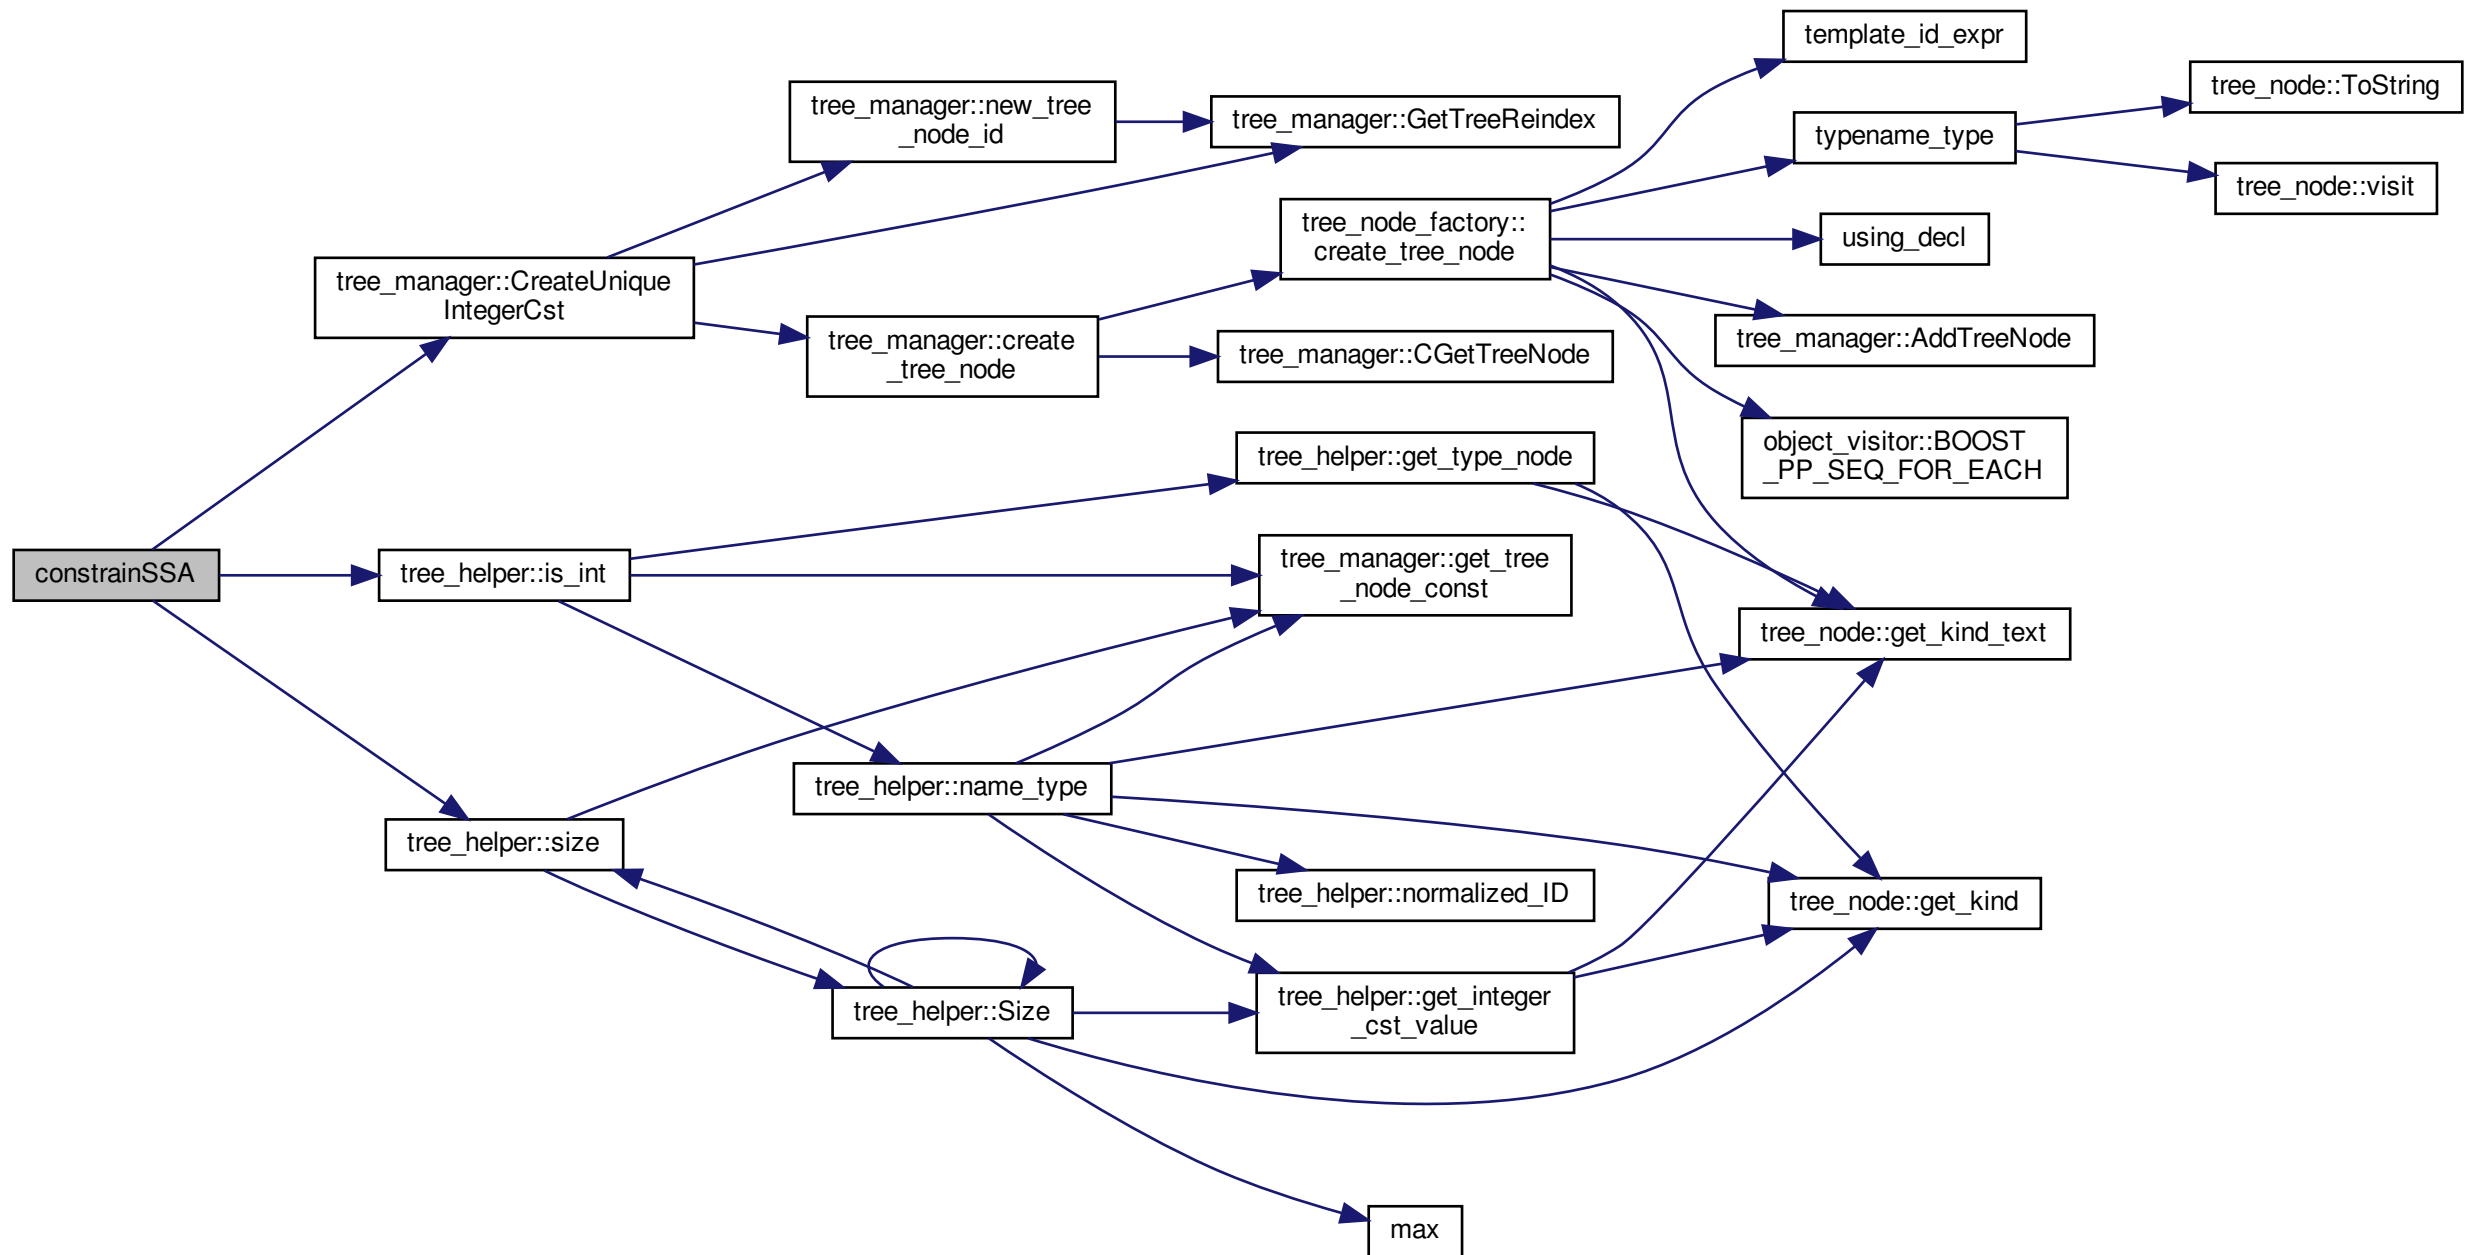 template_id_expr
tree_node::ToString
tree_manager::new_tree
_node_id
tree_manager::GetTreeReindex
typename_type
tree_node::visit
tree_node_factory::
create_tree_node
using_decl
tree_manager::CreateUnique
IntegerCst
tree_manager::create
_tree_node
tree_manager::CGetTreeNode
tree_manager::AddTreeNode
object_visitor::BOOST
_PP_SEQ_FOR_EACH
tree_helper::get_type_node
constrainSSA
tree_helper::is_int
tree_manager::get_tree
_node_const
tree_node::get_kind_text
tree_helper::name_type
tree_helper::size
tree_helper::normalized_ID
tree_node::get_kind
tree_helper::Size
tree_helper::get_integer
_cst_value
max